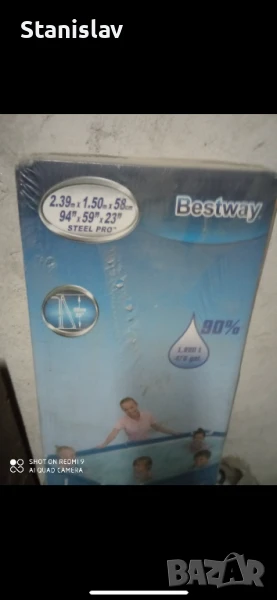 Stanislav
2.39m x 1.50m x 58cm
94" x 59" x 23"
STEEL PRO™
Bestway
90%
SHOT ON REDMI 9
AI QUAD CAMERA
BAZAR